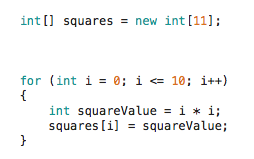 int[] squares = new int[11];
for (int i = 0; i <= 10; i++)
{
int squareValue = i * i;
squares[i] = squareValue;
}